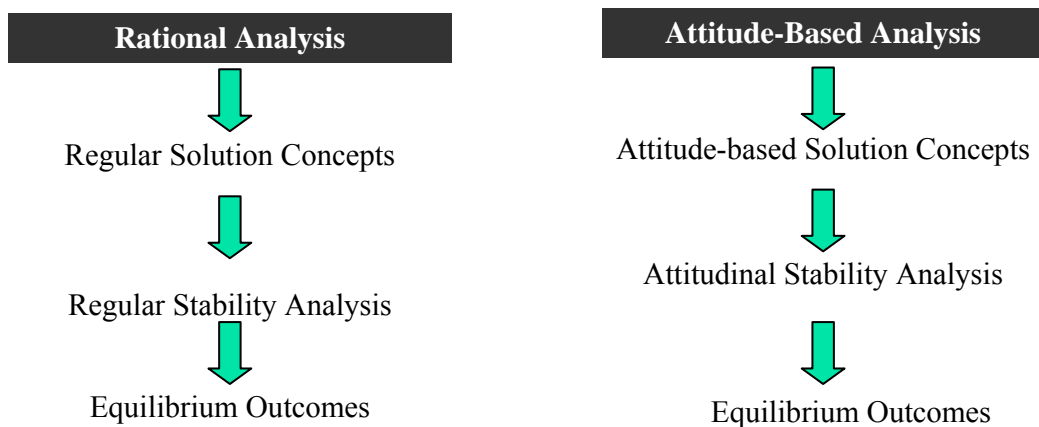 Rational Analysis
Regular Solution Concepts
Regular Stability Analysis
Equilibrium Outcomes
Attitude-Based Analysis
Attitude-based Solution Concepts
Attitudinal Stability Analysis
Equilibrium Outcomes